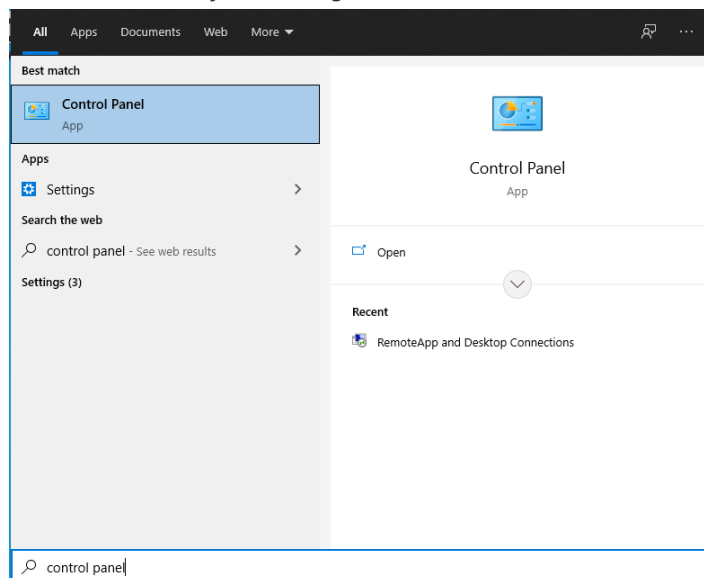 All Apps Documents Web More
Best match
Control Panel
App
Apps
Settings
Search the web
control panel - See web results
Settings (3)
Control Panel
App
Open
Recent
RemoteApp and Desktop Connections
control panel